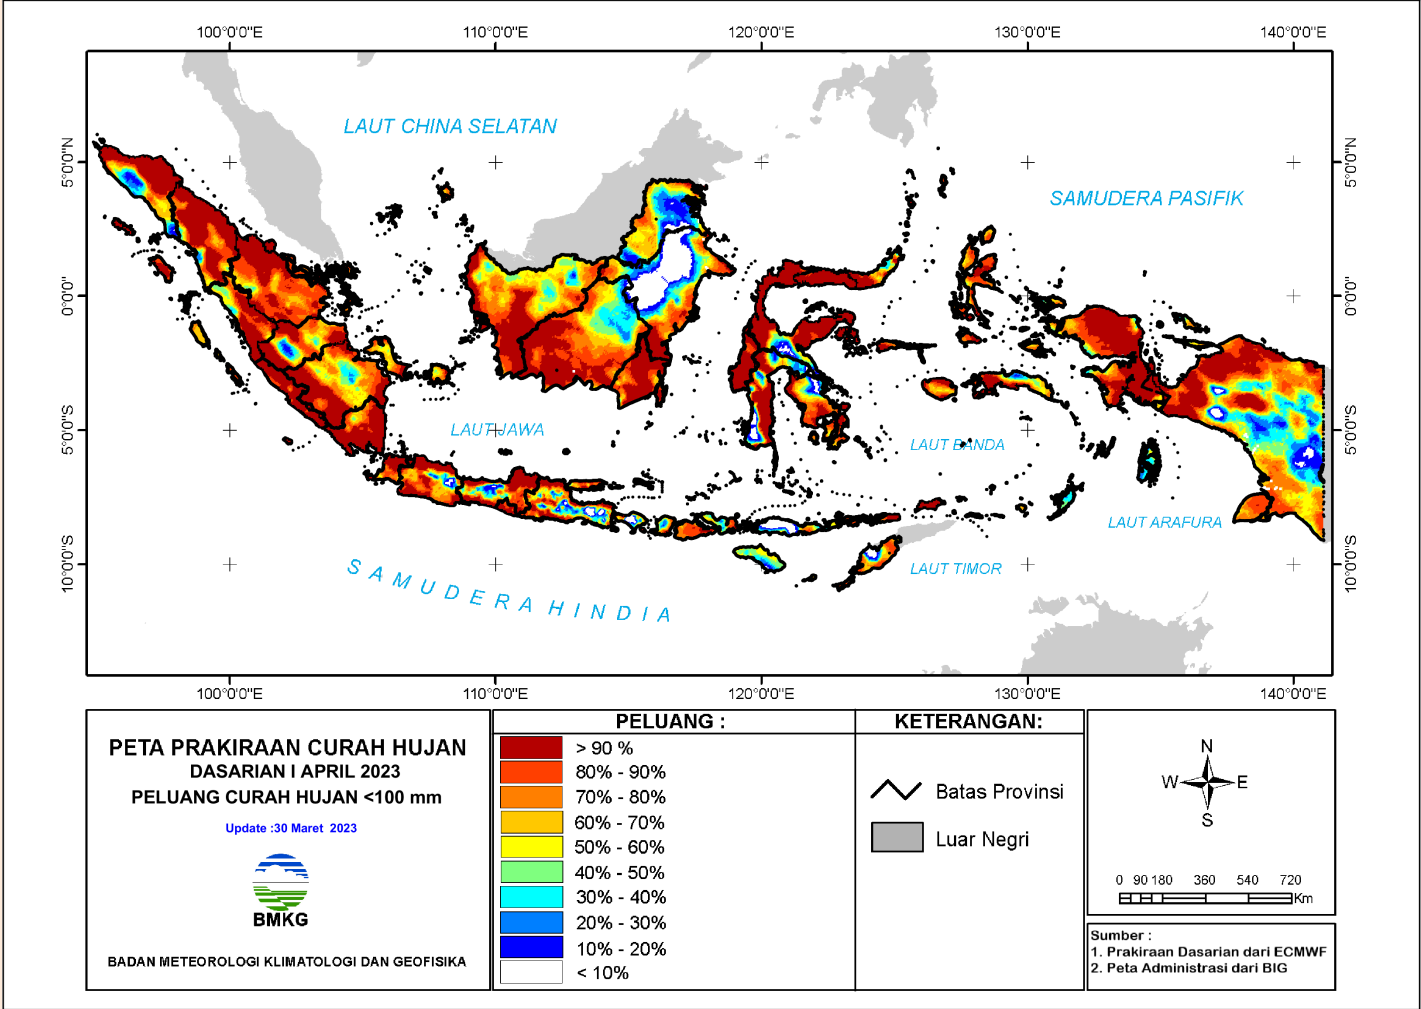 100°0'0"E 110°0'0"E 120°0'0"E 130°0'0"E 140°0'0"E
LAUT CHINA SELATAN
5°0'0"N 5°0'0"N
SAMUDERA PASIFIK
0°0'0" 0°0'0"
5°0'0"S 5°0'0"S
LAUT JAWA
LAUT BANDA
LAUT ARAFURA
10°0'0"S 10°0'0"S
LAUT TIMOR
SAMUDERA HINDIA
100°0'0"E 110°0'0"E 120°0'0"E 130°0'0"E 140°0'0"E
PETA PRAKIRAAN CURAH HUJAN
DASARIAN I APRIL 2023
PELUANG CURAH HUJAN <100 mm
Update :30 Maret 2023
BMKG
BADAN METEOROLOGI KLIMATOLOGI DAN GEOFISIKA
PELUANG :
> 90 %
80% - 90%
70% - 80%
60% - 70%
50% - 60%
40% - 50%
30% - 40%
20% - 30%
10% - 20%
< 10%
KETERANGAN:
Batas Provinsi
Luar Negri
N
W E
S
0 90 180 360 540 720
Km
Sumber :
1. Prakiraan Dasarian dari ECMWF
2. Peta Administrasi dari BIG